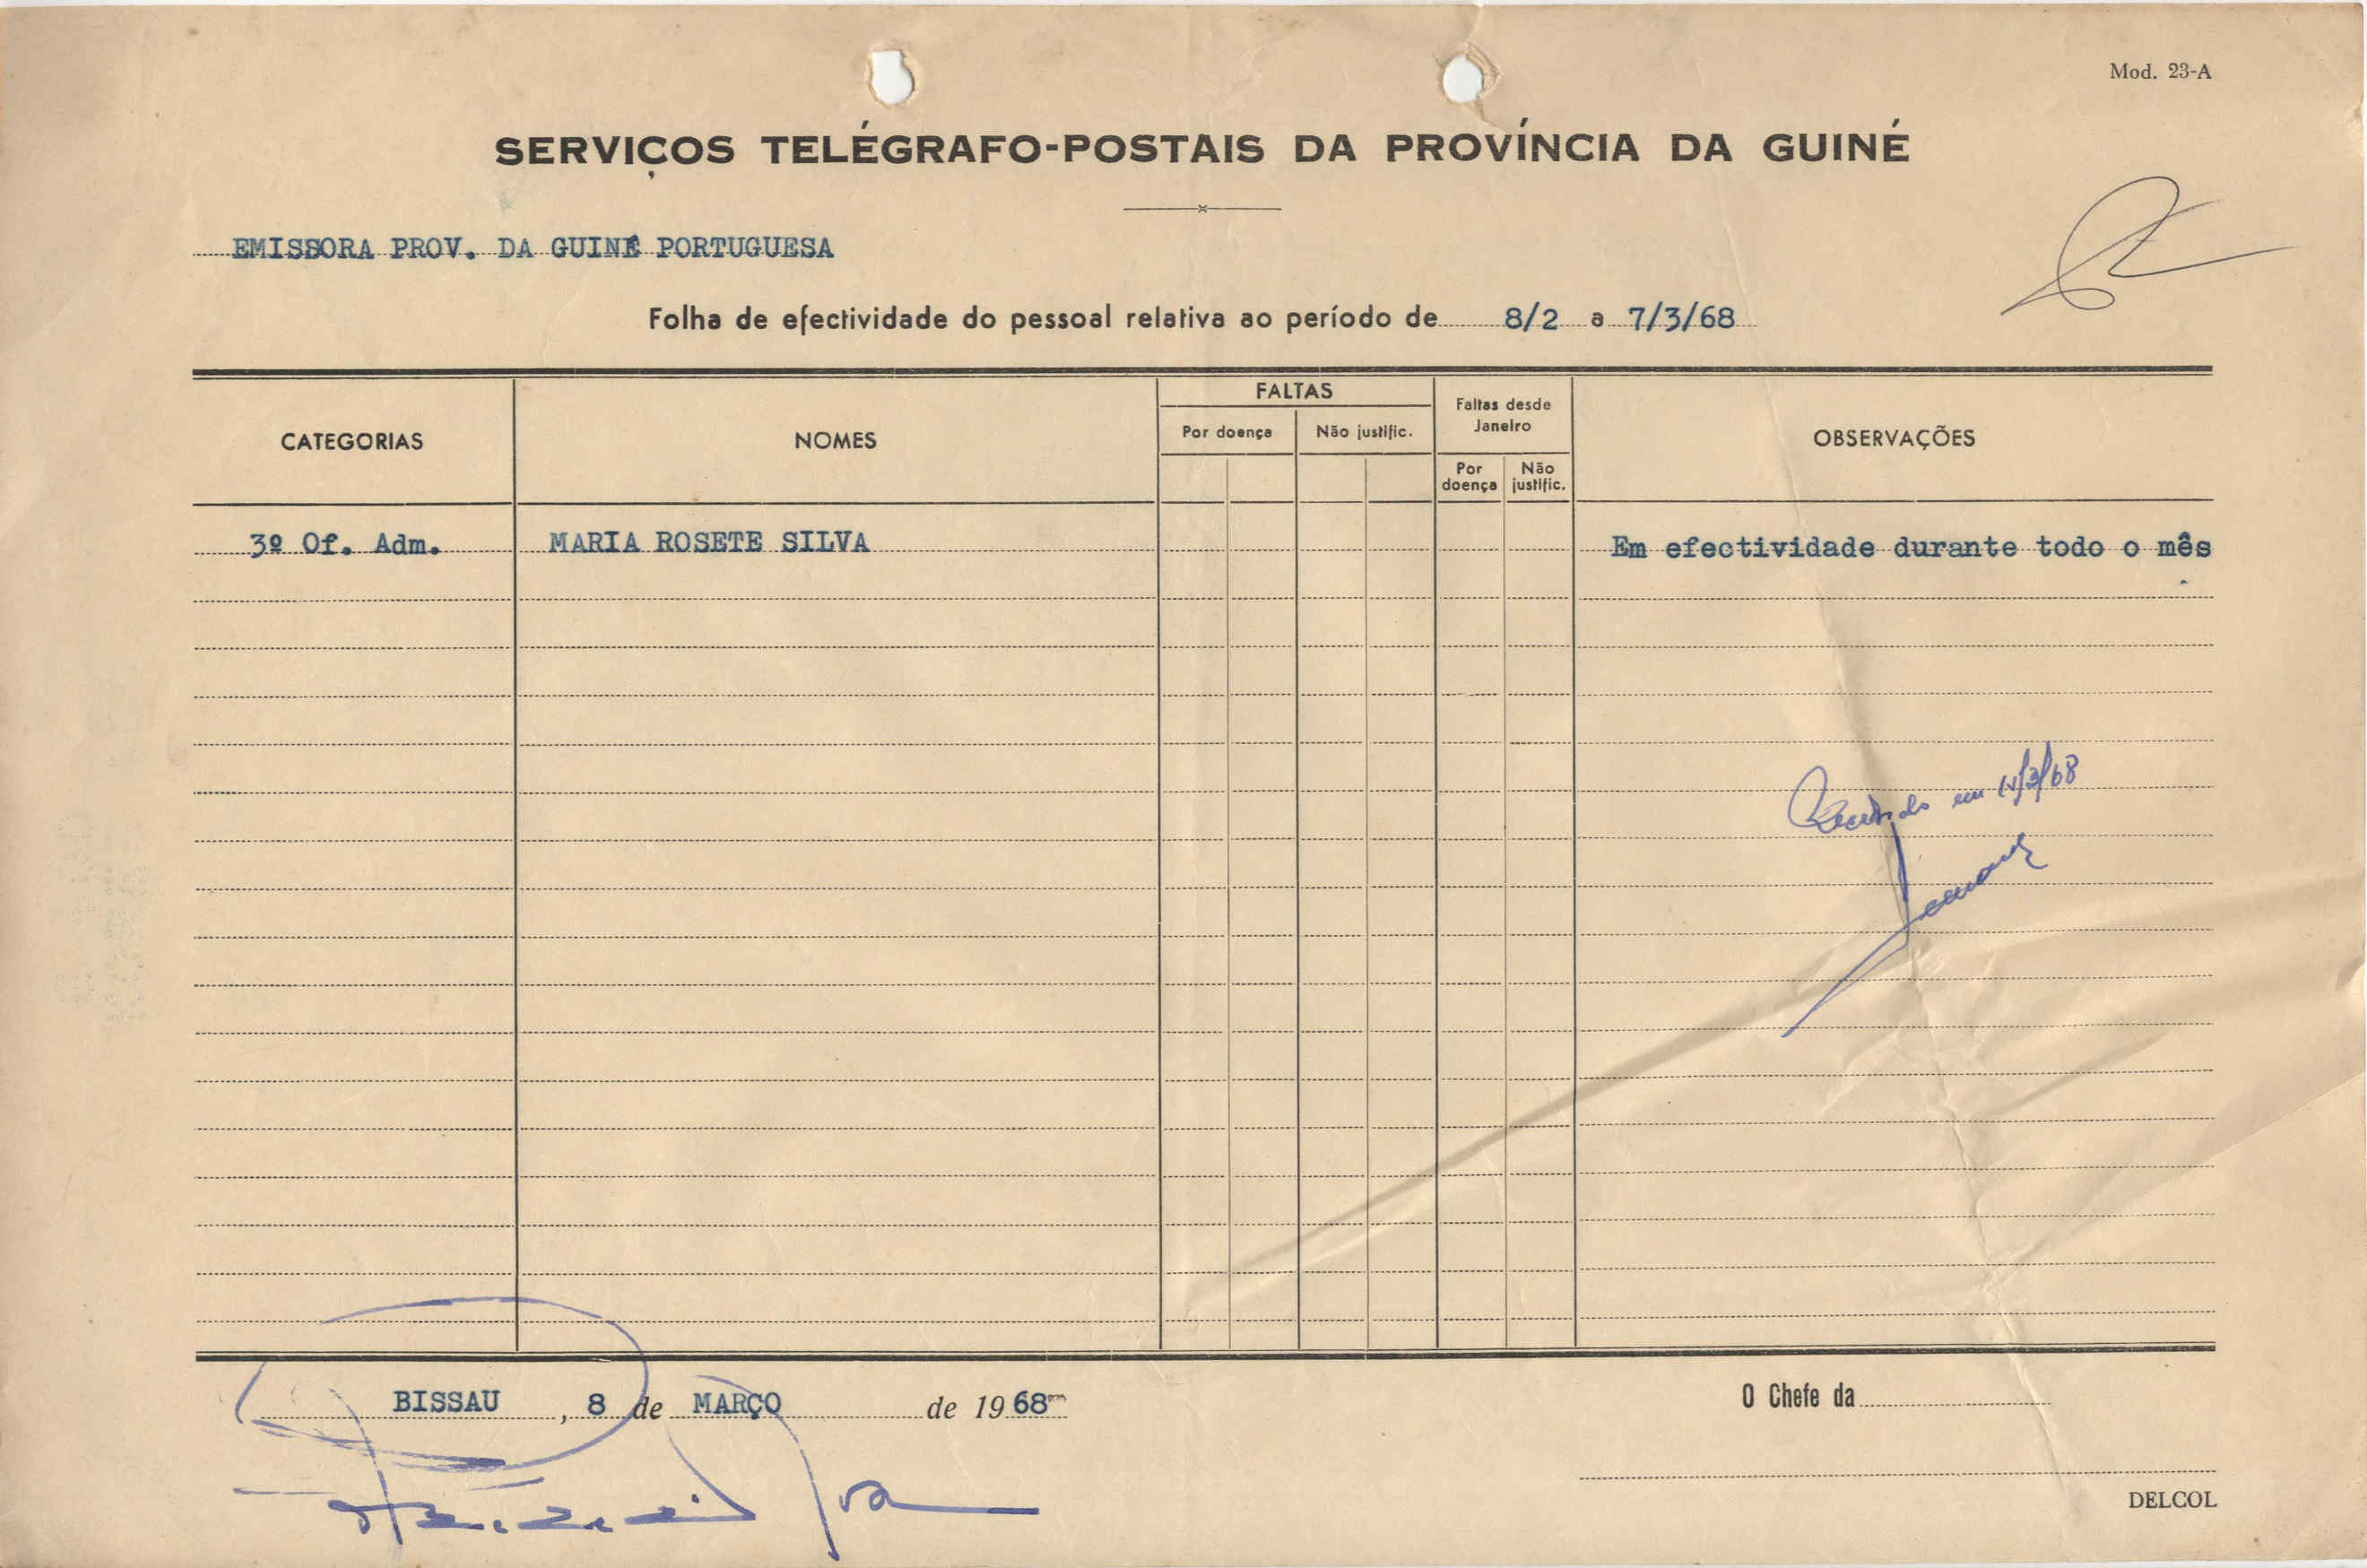 Mod. 23-A
SERVIÇOS TELÉGRAFO-POSTAIS DA PROVÍNCIA DA GUINÉ
EMISSORA PROV. DA GUINÉ PORTUGUESA
Folha de efectividade do pessoal relativa ao período de 8/2 a 7/3/68
CATEGORIAS
NOMES
FALTAS
Por doença
Não justific.
Faltas desde
Janeiro
Por
doença
Não
justific.
OBSERVAÇÕES
3º Of. Adm.
MARIA ROSETE SILVA
Em efectividade durante todo o mês
em /3/68
BISSAU, 8 de MARÇO de 1968
O Chefe da
DELCOL